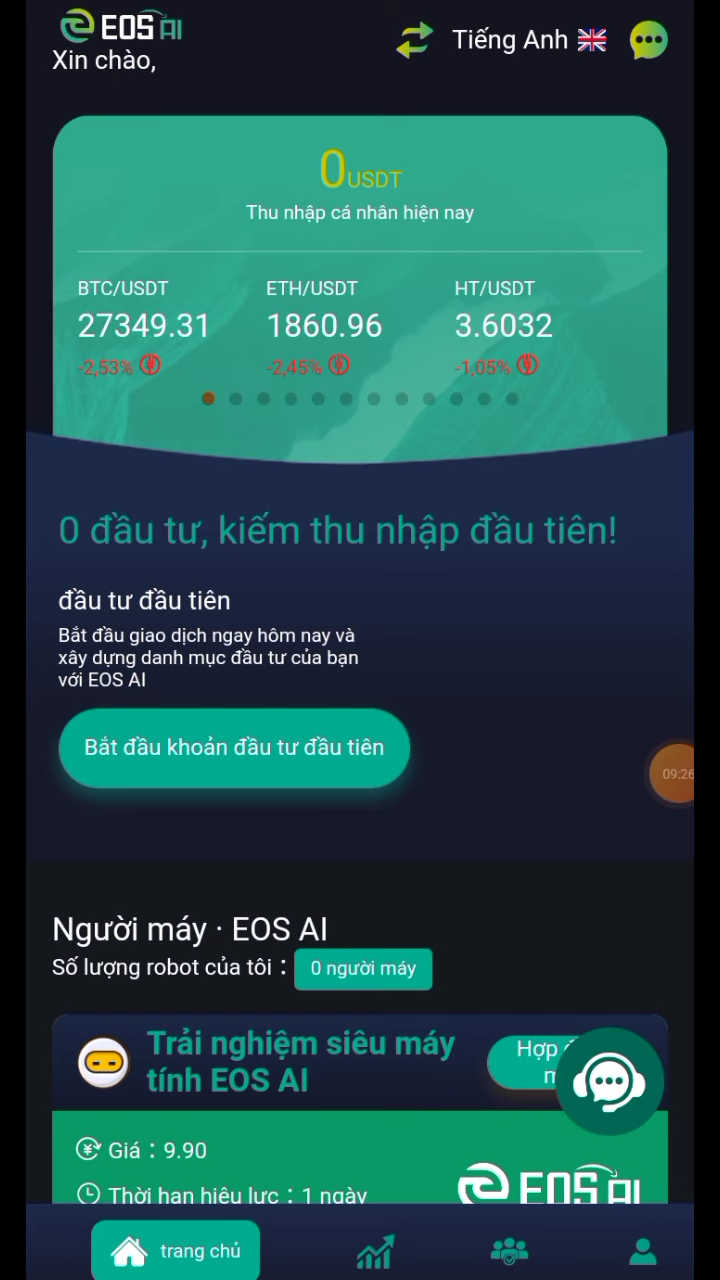 EOS AI
Xin chào,
Tiếng Anh
0USDT
Thu nhập cá nhân hiện nay
BTC/USDT ETH/USDT HT/USDT
27349.31 1860.96 3.6032
-2,53% -2,45% -1,05%
0 đầu tư, kiếm thu nhập đầu tiên!
đầu tư đầu tiên
Bắt đầu giao dịch ngay hôm nay và
xây dựng danh mục đầu tư của bạn
với EOS AI
Bắt đầu khoản đầu tư đầu tiên
09:26
Người máy · EOS AI
Số lượng robot của tôi： 0 người máy
Trải nghiệm siêu máy
tính EOS AI
Hợp
Giá：9.90
Thời hạn hiệu lực：1 ngày
EOS AI
trang chủ